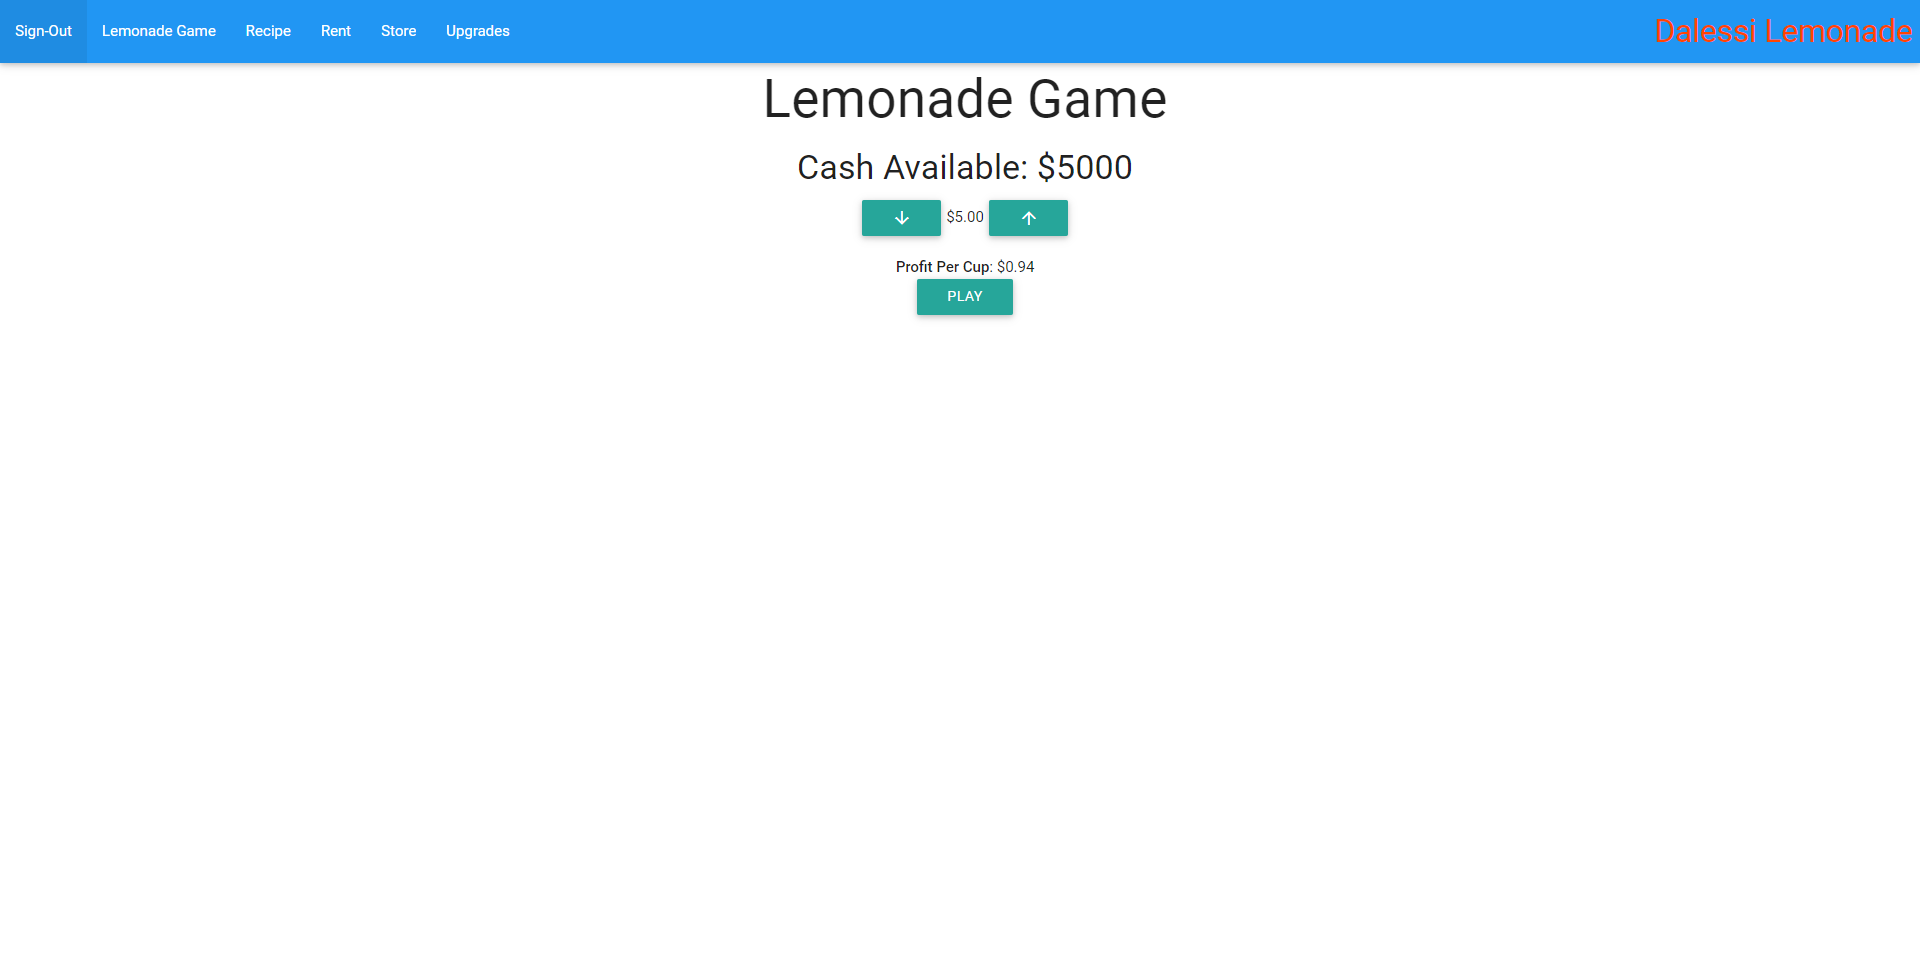 Sign-Out Lemonade Game Recipe Rent Store Upgrades Dalessi Lemonade
Lemonade Game
Cash Available: $5000
$5.00
Profit Per Cup: $0.94
PLAY